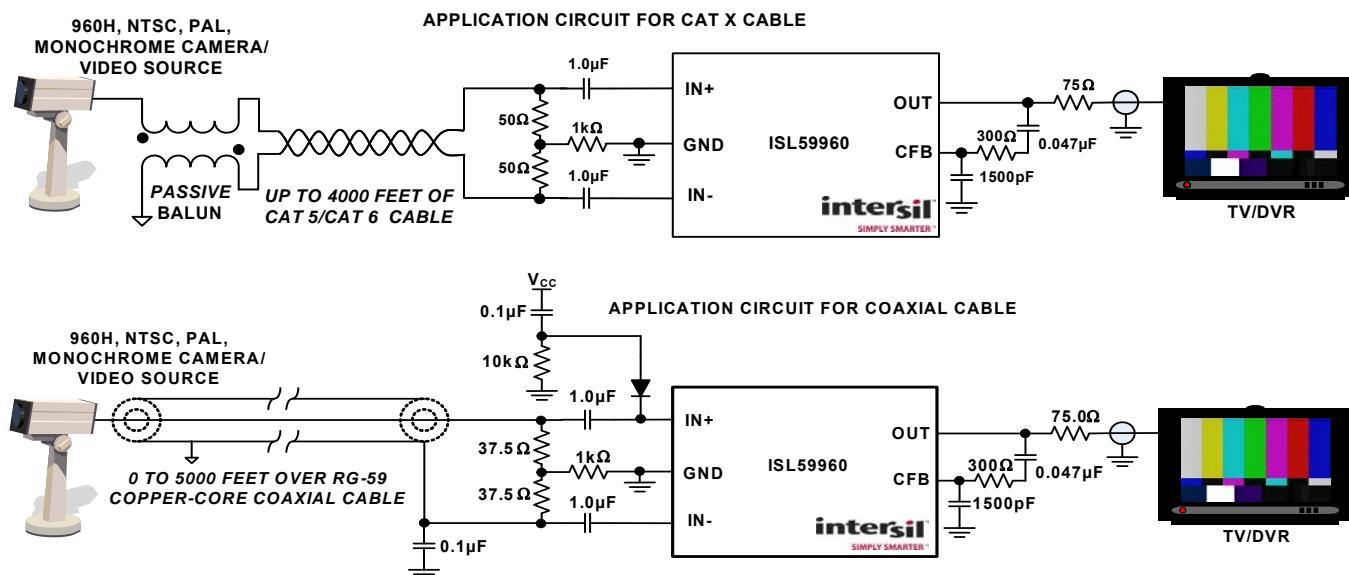 APPLICATION CIRCUIT FOR CAT X CABLE
960H, NTSC, PAL,
MONOCHROME CAMERA/
VIDEO SOURCE
PASSIVE
BALUN
UP TO 4000 FEET OF
CAT 5/CAT 6 CABLE
1.0µF
50Ω
1kΩ
50Ω
1.0µF
IN+
GND
IN-
ISL59960
OUT
CFB
intersil™
SIMPLY SMARTER™
75Ω
300Ω
0.047µF
1500pF
TV/DVR
APPLICATION CIRCUIT FOR COAXIAL CABLE
960H, NTSC, PAL,
MONOCHROME CAMERA/
VIDEO SOURCE
0 TO 5000 FEET OVER RG-59
COPPER-CORE COAXIAL CABLE
VCC
0.1µF
10kΩ
1.0µF
37.5Ω
1kΩ
37.5Ω
1.0µF
0.1µF
IN+
GND
IN-
ISL59960
OUT
CFB
intersil™
SIMPLY SMARTER™
75.0Ω
300Ω
0.047µF
1500pF
TV/DVR